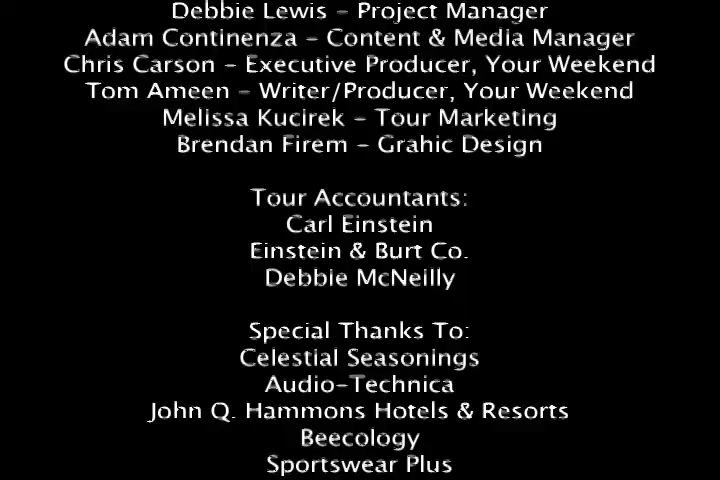 Debbie Lewis - Project Manager
Adam Continenza - Content & Media Manager
Chris Carson - Executive Producer, Your Weekend
Tom Ameen - Writer/Producer, Your Weekend
Melissa Kucirek - Tour Marketing
Brendan Firem - Grahic Design
Tour Accountants:
Carl Einstein
Einstein & Burt Co.
Debbie McNeilly
Special Thanks To:
Celestial Seasonings
Audio-Technica
John Q. Hammons Hotels & Resorts
Beecology
Sportswear Plus